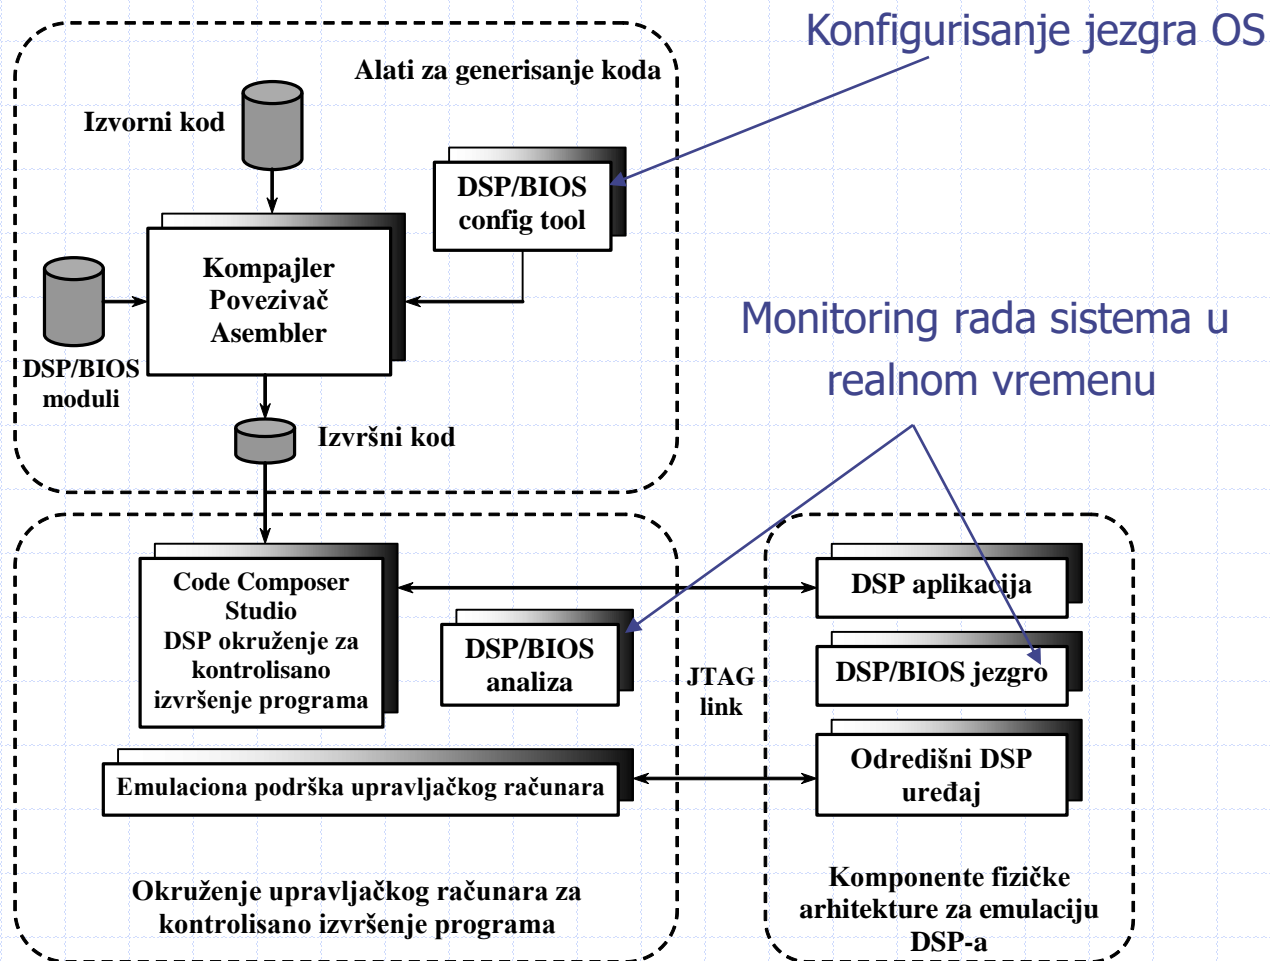 Konfigurisanje jezgra OS
Alati za generisanje koda
Izvorni kod
DSP/BIOS
config tool
Kompajler
Povezivač
Asembler
DSP/BIOS
moduli
Izvršni kod
Monitoring rada sistema u
realnom vremenu
Code Composer
Studio
DSP okruženje za
kontrolisano
izvršenje programa
DSP/BIOS
analiza
JTAG
link
DSP aplikacija
DSP/BIOS jezgro
Odredišni DSP
uređaj
Emulaciona podrška upravljačkog računara
Okruženje upravljačkog računara za
kontrolisano izvršenje programa
Komponente fizičke
arhitekture za emulaciju
DSP-a